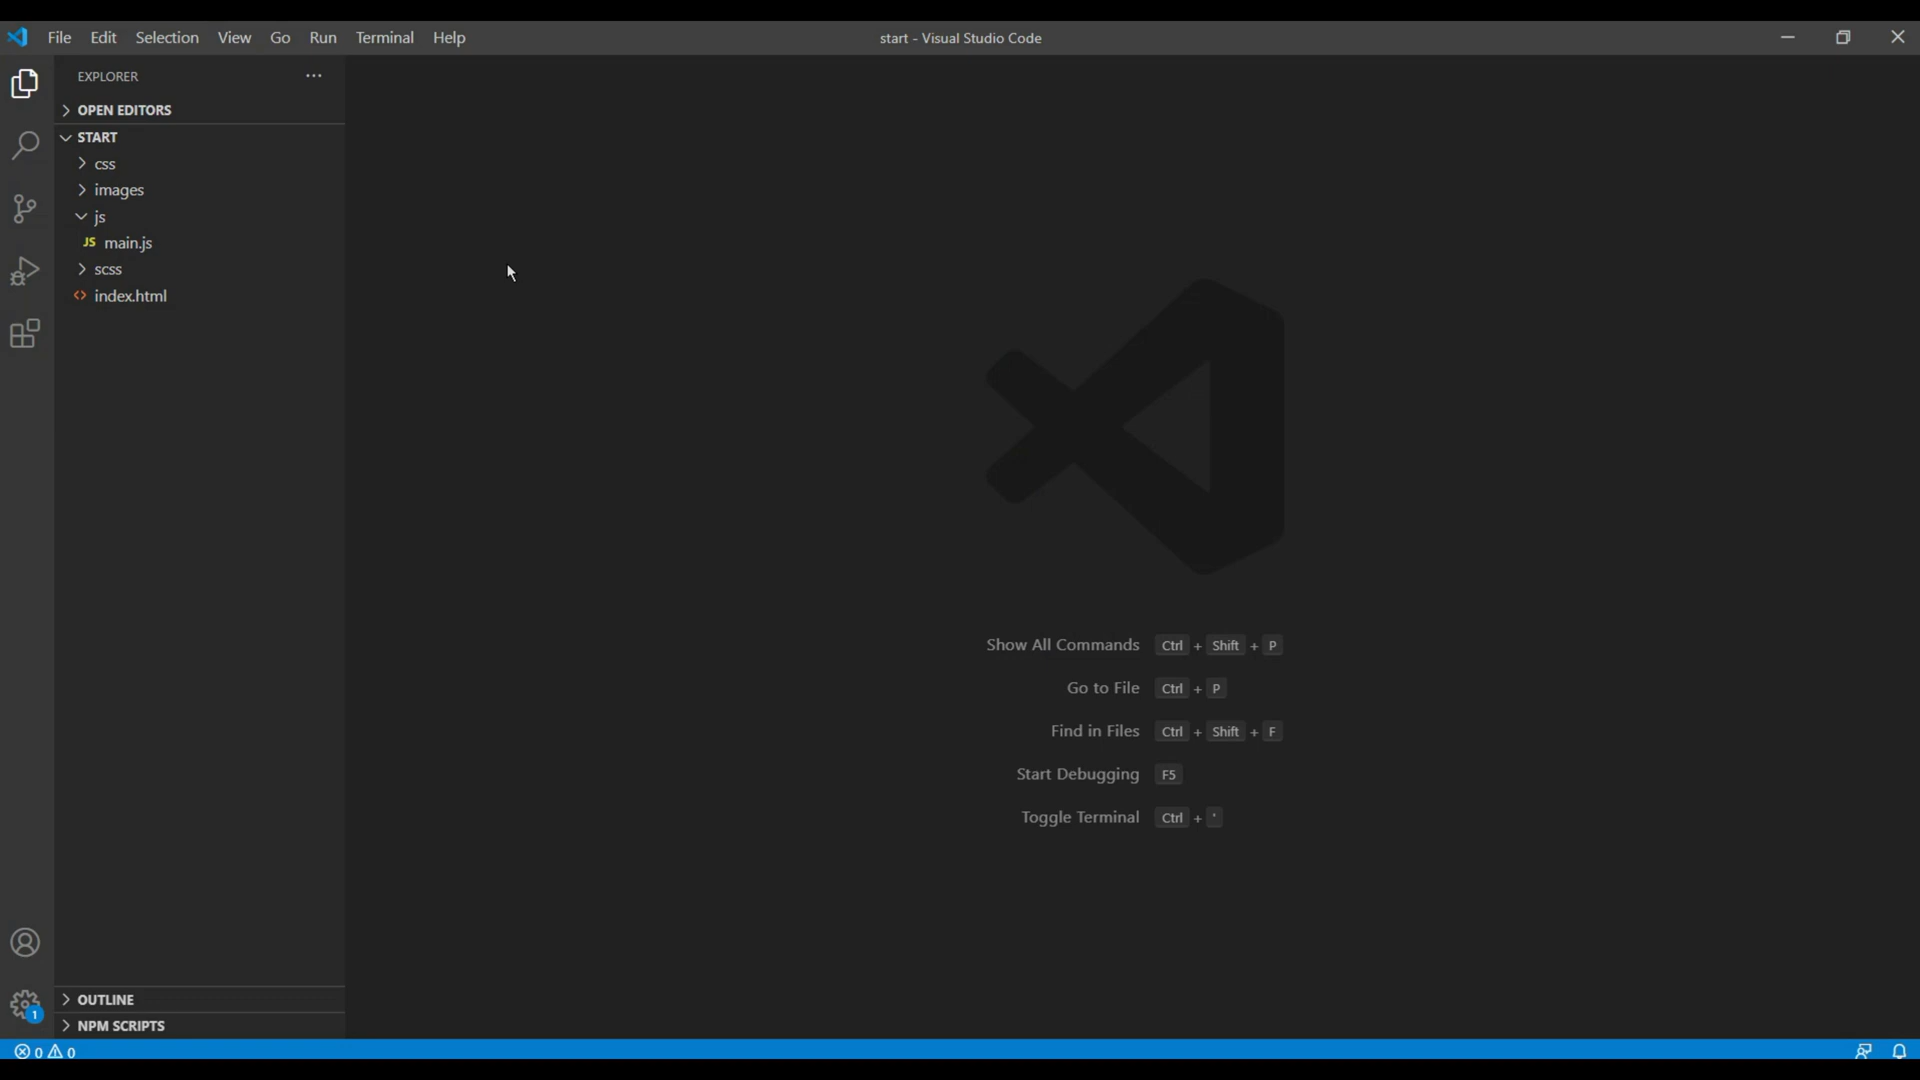 File Edit Selection View Go Run Terminal Help start - Visual Studio Code
EXPLORER ···
OPEN EDITORS
START
css
images
js
JS main.js
scss
<> index.html
Show All Commands Ctrl + Shift + P
Go to File Ctrl + P
Find in Files Ctrl + Shift + F
Start Debugging F5
Toggle Terminal Ctrl + '
OUTLINE
1
NPM SCRIPTS
0 0